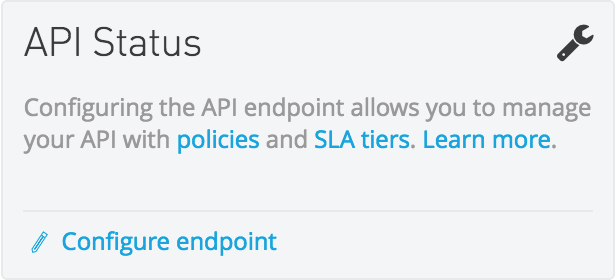 API Status
Configuring the API endpoint allows you to manage
your API with policies and SLA tiers. Learn more.
Configure endpoint